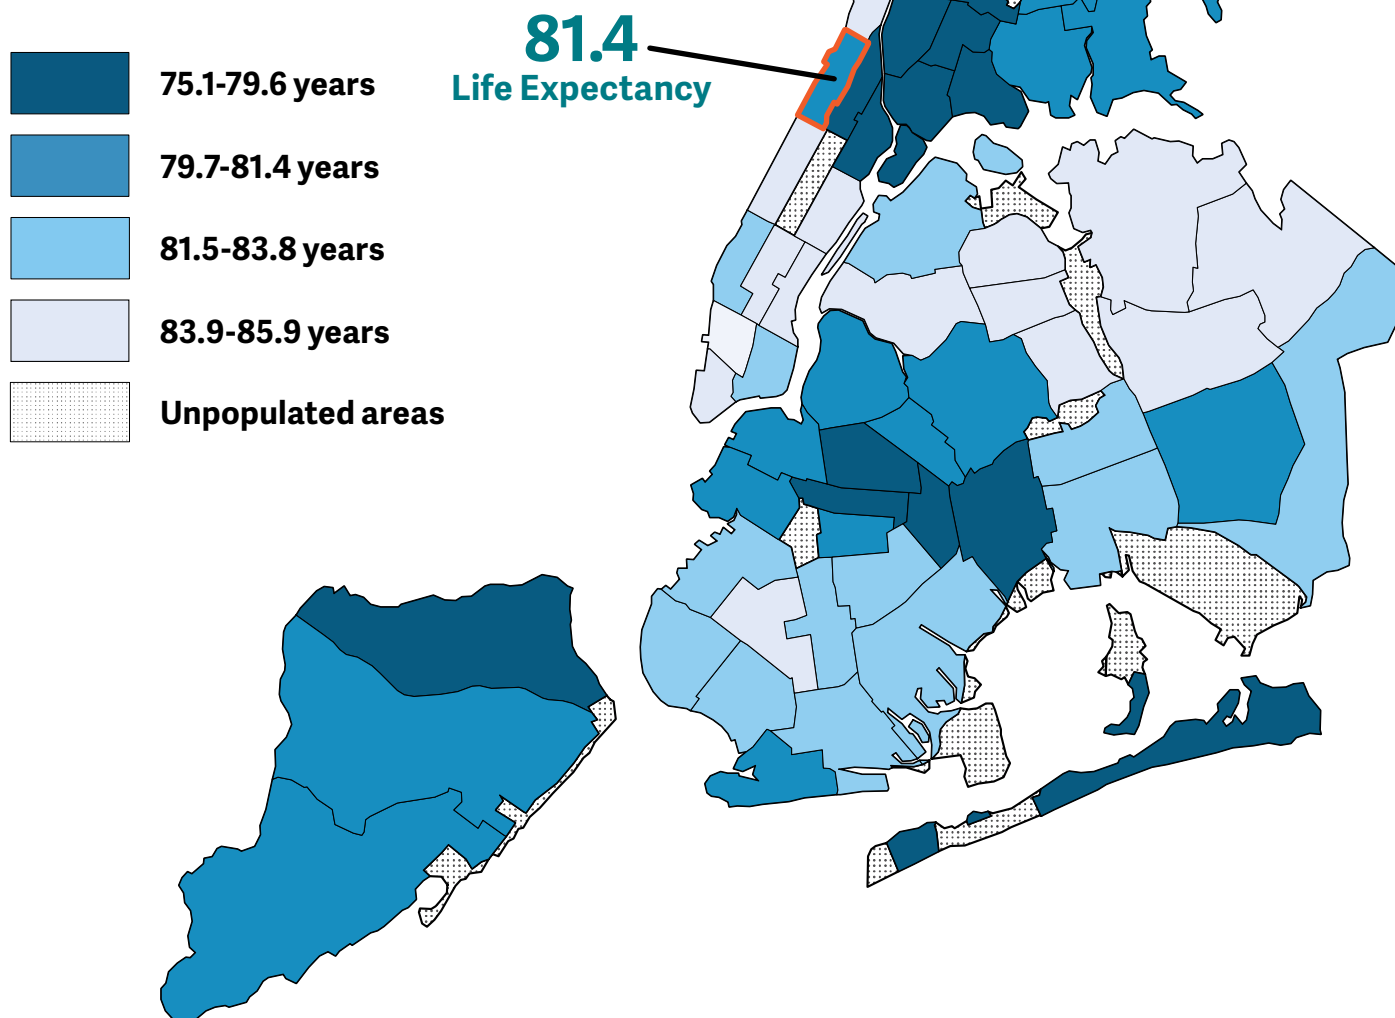 81.4
Life Expectancy
75.1-79.6 years
79.7-81.4 years
81.5-83.8 years
83.9-85.9 years
Unpopulated areas